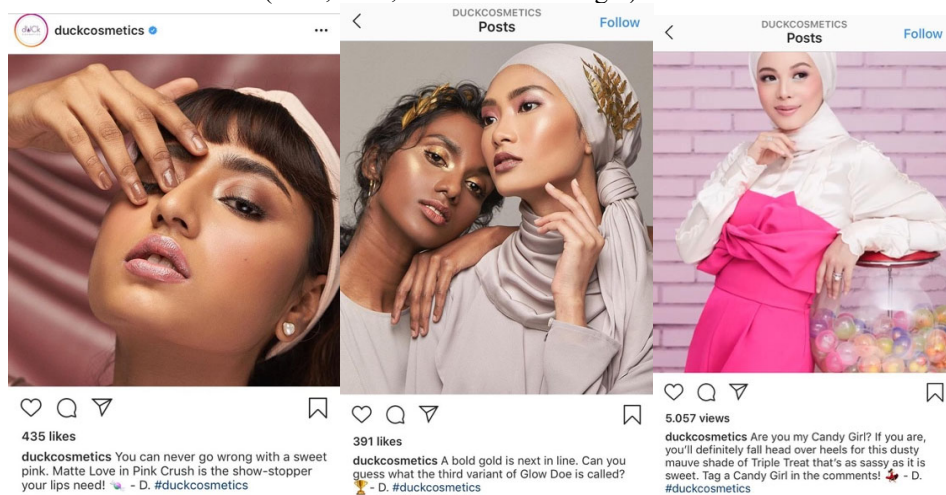 duckcosmetics
435 likes
duckcosmetics You can never go wrong with a sweet
pink. Matte Love in Pink Crush is the show-stopper
your lips need! 🍬 - D. #duckcosmetics
DUCKCOSMETICS
Posts
Follow
391 likes
duckcosmetics A bold gold is next in line. Can you
guess what the third variant of Glow Doe is called?
🏆 - D. #duckcosmetics
DUCKCOSMETICS
Posts
Follow
5.057 views
duckcosmetics Are you my Candy Girl? If you are,
you'll definitely fall head over heels for this dusty
mauve shade of Triple Treat that's as sassy as it is
sweet. Tag a Candy Girl in the comments! 💃 - D.
#duckcosmetics